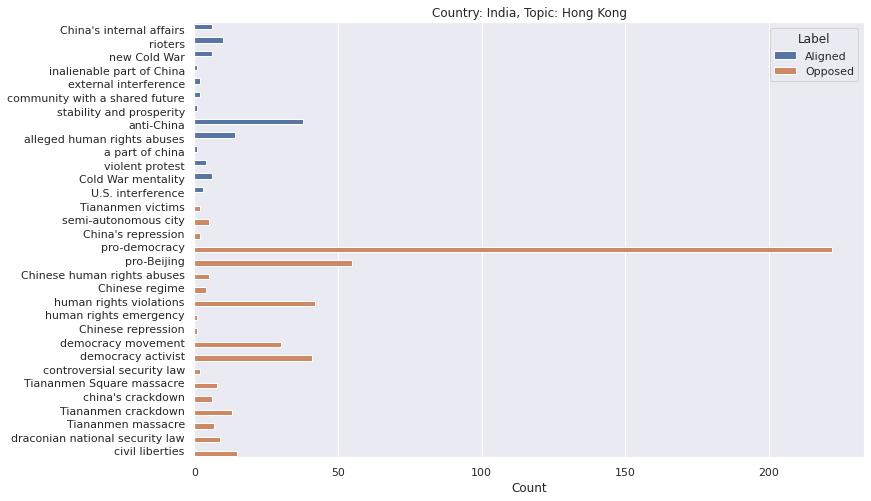 Country: India, Topic: Hong Kong
China's internal affairs
rioters
new Cold War
inalienable part of China
external interference
community with a shared future
stability and prosperity
anti-China
alleged human rights abuses
a part of china
violent protest
Cold War mentality
U.S. interference
Tiananmen victims
semi-autonomous city
China's repression
pro-democracy
pro-Beijing
Chinese human rights abuses
Chinese regime
human rights violations
human rights emergency
Chinese repression
democracy movement
democracy activist
controversial security law
Tiananmen Square massacre
china's crackdown
Tiananmen crackdown
Tiananmen massacre
draconian national security law
civil liberties
Label
Aligned
Opposed
0 50 100 150 200
Count